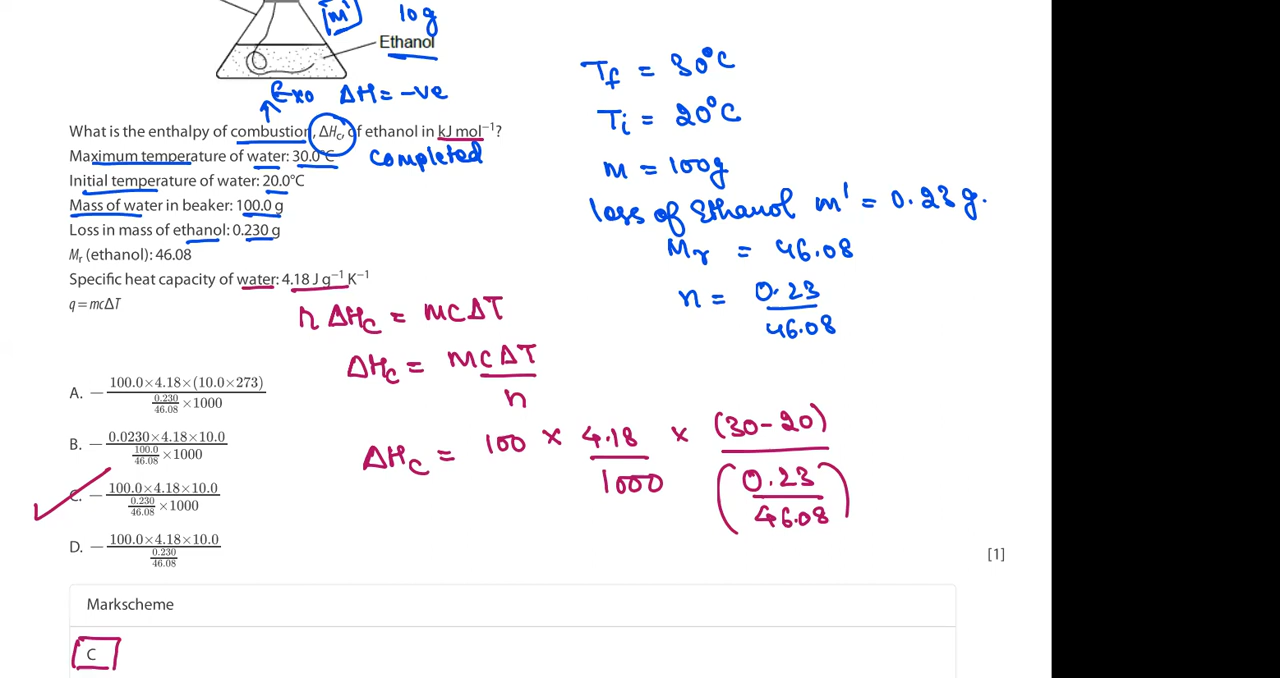 m' 10g
Ethanol
Exo ΔH = -ve
What is the enthalpy of combustion, ΔHc, of ethanol in kJ mol⁻¹?
Maximum temperature of water: 30.0°C completed
Initial temperature of water: 20.0°C
Mass of water in beaker: 100.0 g
Loss in mass of ethanol: 0.230 g
Mr (ethanol): 46.08
Specific heat capacity of water: 4.18 J g⁻¹ K⁻¹
q=mcΔT
Tf = 30°C
Ti = 20°C
m = 100g
loss of Ethanol m' = 0.23 g.
Mr = 46.08
n = 0.23
46.08
n ΔHc = mcΔT
ΔHc = mcΔT
n
ΔHc = 100 × 4.18 × (30-20)
1000 (0.23
46.08)
A. − 100.0×4.18×(10.0×273)
0.230
46.08 ×1000
B. − 0.0230×4.18×10.0
100.0
46.08 ×1000
C. − 100.0×4.18×10.0
0.230
46.08 ×1000
D. − 100.0×4.18×10.0
0.230
46.08
[1]
Markscheme
C